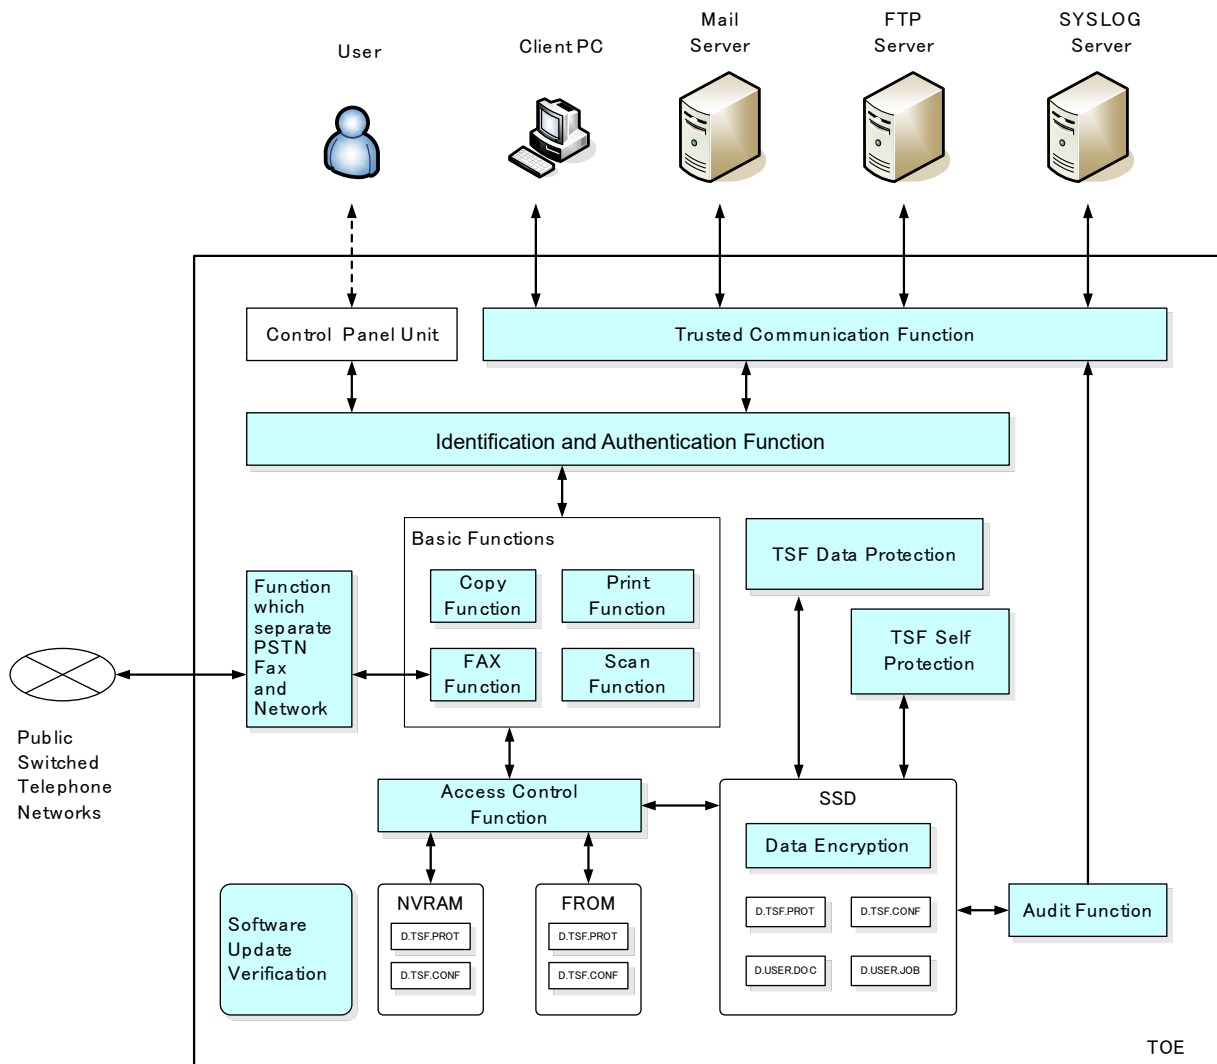 User
Client PC
Mail
Server
FTP
Server
SYSLOG
Server
Control Panel Unit
Trusted Communication Function
Identification and Authentication Function
Basic Functions
Copy
Function
Print
Function
FAX
Function
Scan
Function
Function
which
separate
PSTN
Fax
and
Network
TSF Data Protection
TSF Self
Protection
Public
Switched
Telephone
Networks
Access Control
Function
SSD
Data Encryption
D.TSF.PROT
D.TSF.CONF
D.USER.DOC
D.USER.JOB
Audit Function
Software
Update
Verification
NVRAM
D.TSF.PROT
D.TSF.CONF
FROM
D.TSF.PROT
D.TSF.CONF
TOE